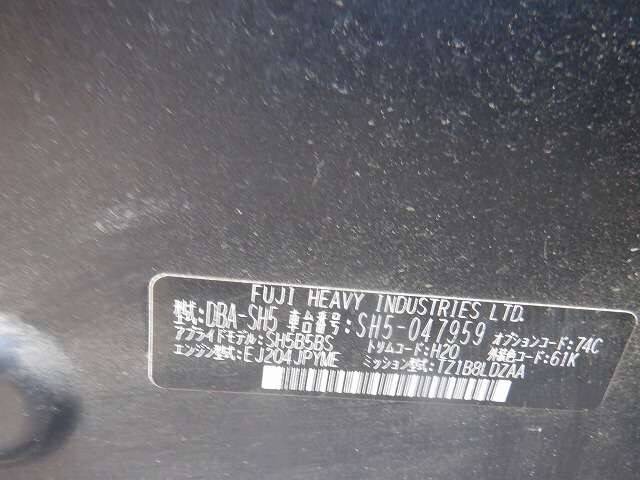 FUJI HEAVY INDUSTRIES LTD.
型式: DBA-SH5 車台番号: SH5-047959 オプションコード: 74C
アプライドモデル: SH5B5BS トリムコード: H20 外装色コード: 61K
エンジン型式: EJ204JPYME ミッション型式: TZ1B8LDZAA